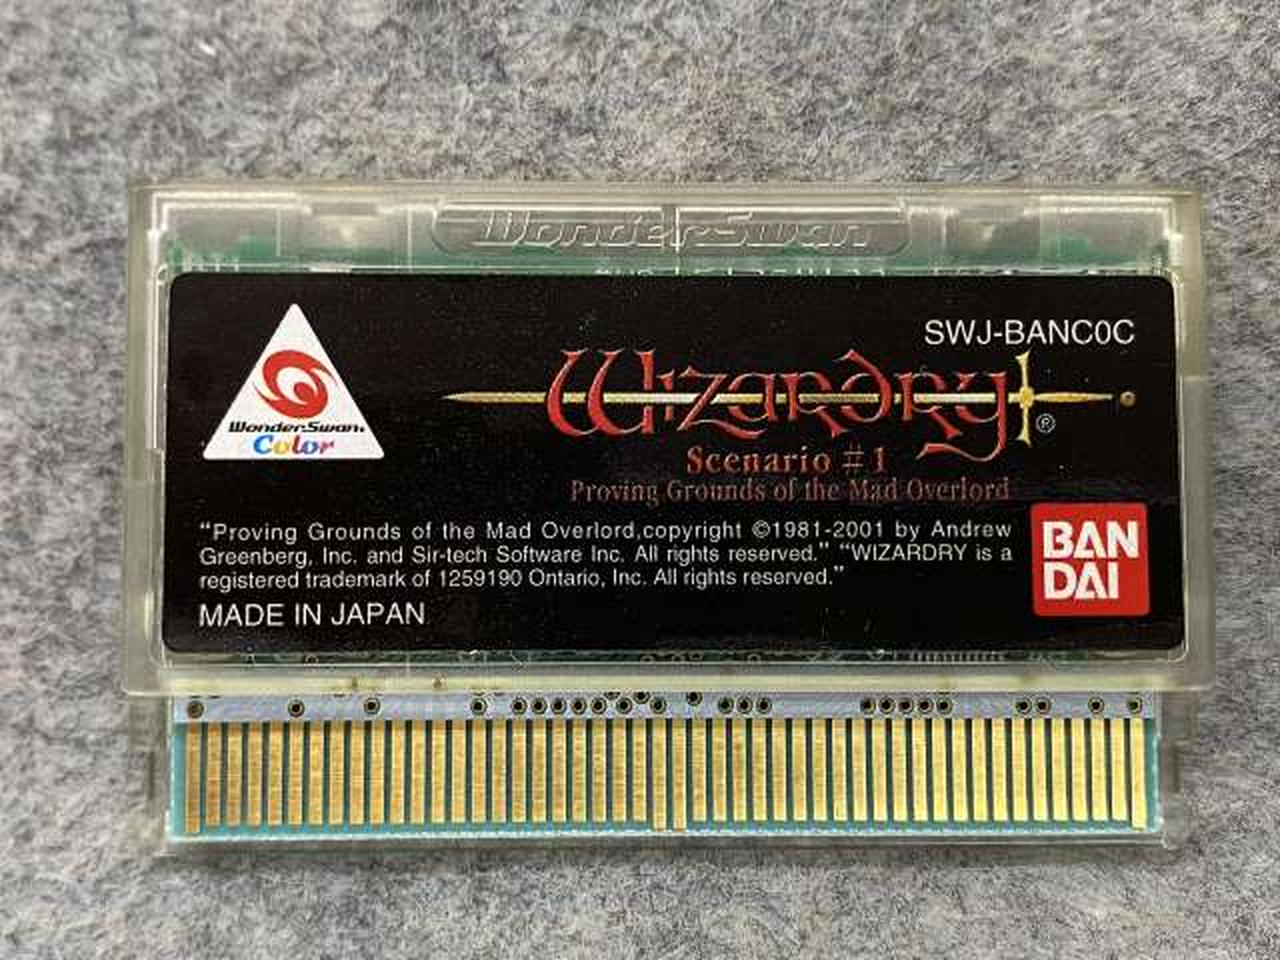 WonderSwan
SWJ-BANC0C
Wizardry®
WonderSwan
Color
Scenario #1
Proving Grounds of the Mad Overlord
“Proving Grounds of the Mad Overlord,copyright ©1981-2001 by Andrew
Greenberg, Inc. and Sir-tech Software Inc. All rights reserved.” “WIZARDRY is a
registered trademark of 1259190 Ontario, Inc. All rights reserved.”
MADE IN JAPAN
BAN
DAI